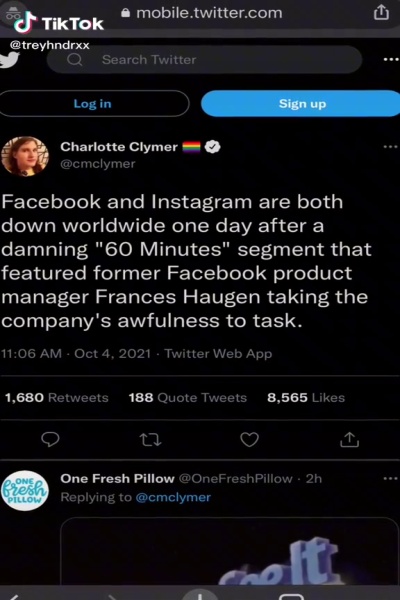 mobile.twitter.com
TikTok
@treyhndrxx
Search Twitter
Log in
Sign up
Charlotte Clymer
@cmclymer
Facebook and Instagram are both
down worldwide one day after a
damning "60 Minutes" segment that
featured former Facebook product
manager Frances Haugen taking the
company's awfulness to task.
11:06 AM · Oct 4, 2021 · Twitter Web App
1,680 Retweets 188 Quote Tweets 8,565 Likes
One Fresh Pillow @OneFreshPillow · 2h
ONE
fresh
PILLOW
Replying to @cmclymer
It